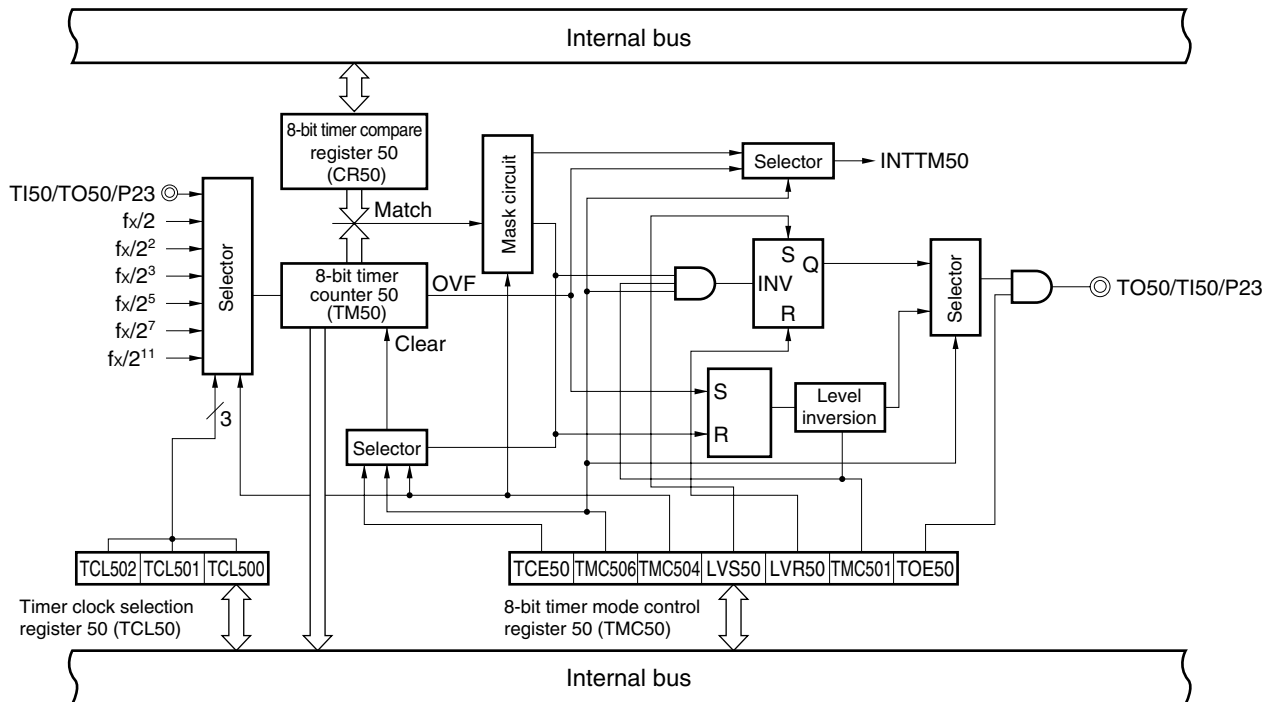 Internal bus
8-bit timer compare
register 50
(CR50)
Match
Mask circuit
Selector
INTTM50
TI50/TO50/P23
fx/2
fx/2²
fx/2³
fx/2⁵
fx/2⁷
fx/2¹¹
Selector
8-bit timer
counter 50
(TM50)
OVF
Clear
S
INV
Q
R
Selector
TO50/TI50/P23
S
R
Level
inversion
3
Selector
TCL502 TCL501 TCL500
TCE50 TMC506 TMC504 LVS50 LVR50 TMC501 TOE50
Timer clock selection
register 50 (TCL50)
8-bit timer mode control
register 50 (TMC50)
Internal bus